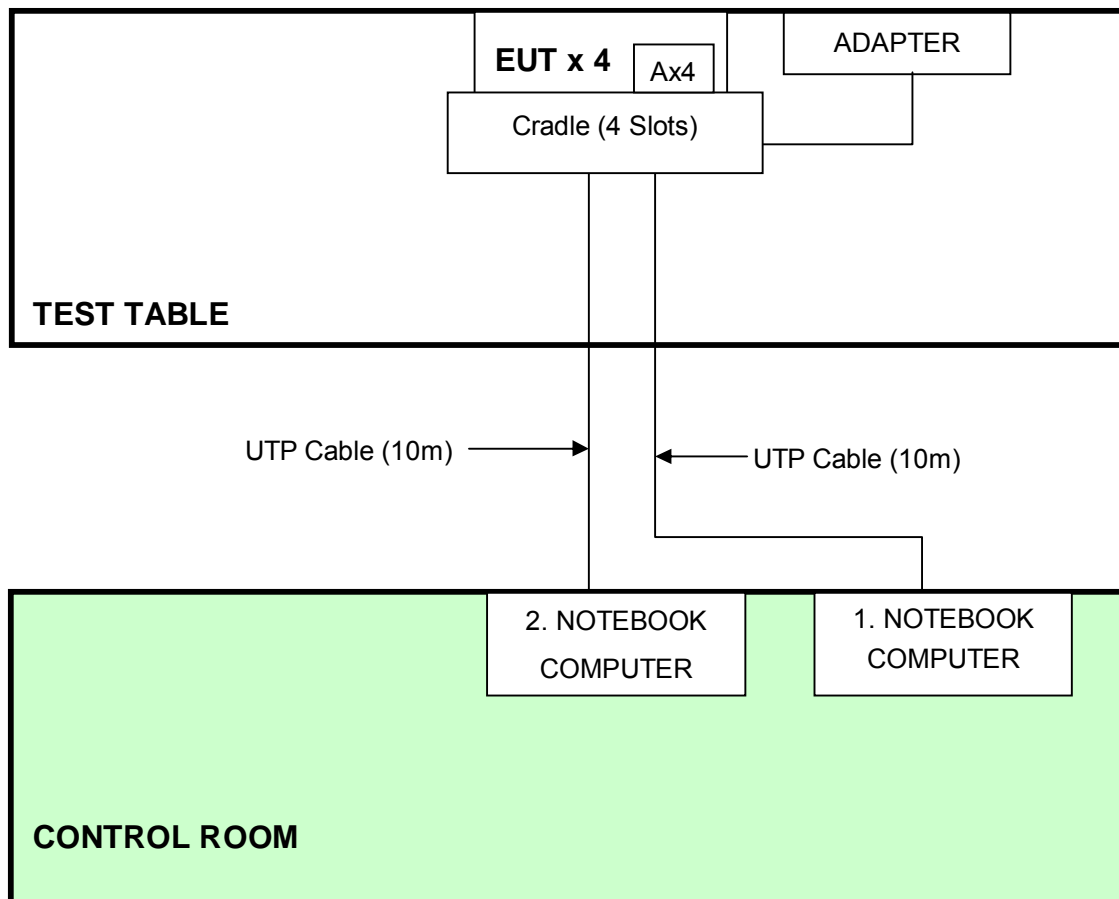 EUT x 4
Ax4
ADAPTER
Cradle (4 Slots)
TEST TABLE
UTP Cable (10m)
UTP Cable (10m)
2. NOTEBOOK
COMPUTER
1. NOTEBOOK
COMPUTER
CONTROL ROOM